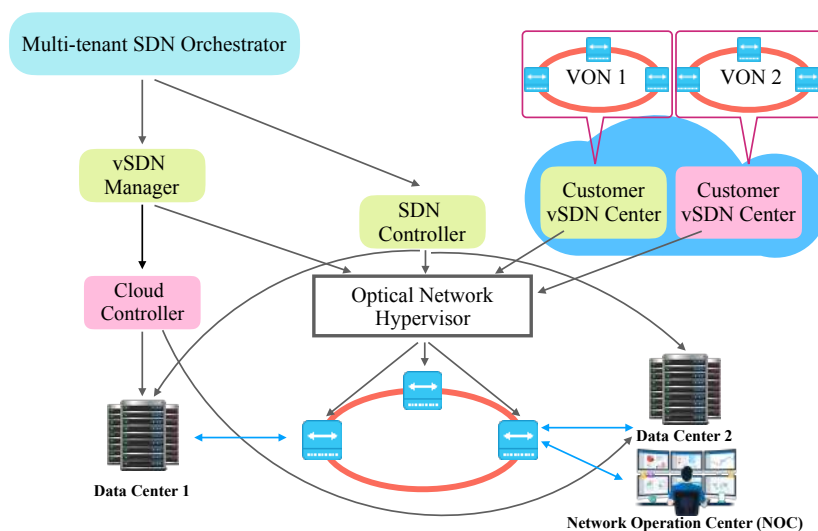 Multi-tenant SDN Orchestrator
VON 1
VON 2
vSDN
Manager
SDN
Controller
Customer
vSDN Center
Customer
vSDN Center
Cloud
Controller
Optical Network
Hypervisor
Data Center 1
Data Center 2
Network Operation Center (NOC)